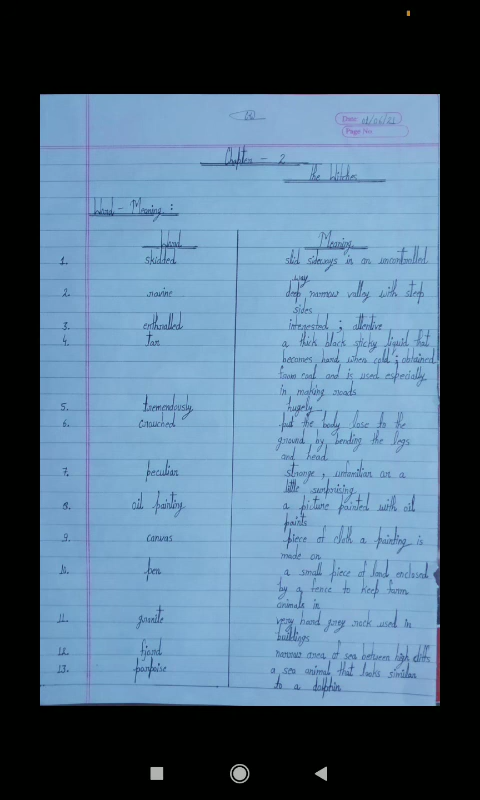 Date: 01/06/21
Page No.
Chapter - 2
the Witches
Word - Meaning :
Word
Meaning
1. skidded slid sideways in an uncontrolled
way
2. ravine deep narrow valley with steep
sides
3. enthralled interested ; attentive
4. tar a thick black sticky liquid that
becomes hard when cold ; obtained
from coal and is used especially
in making roads
5. tremendously hugely
6. crouched put the body lose to the
ground by bending the legs
and head
7. peculiar strange , unfamiliar or a
little surprising
8. oil painting a picture painted with oil
paints
9. canvas piece of cloth a painting is
made on
10. pen a small piece of land enclosed
by a fence to keep farm
animals in
11. granite very hard grey rock used in
buildings
12. fjord narrow area of sea between high cliffs
13. porpoise a sea animal that looks similar
to a dolphin